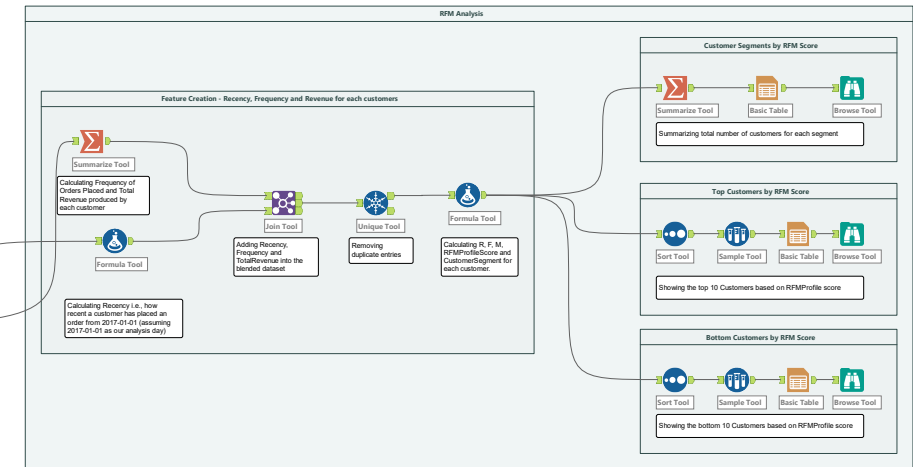 RFM Analysis
Feature Creation - Recency, Frequency and Revenue for each customers
Summarize Tool
Calculating Frequency of
Orders Placed and Total
Revenue produced by
each customer
Formula Tool
Calculating Recency i.e., how
recent a customer has placed an
order from 2017-01-01 (assuming
2017-01-01 as our analysis day)
Join Tool
Adding Recency,
Frequency and
TotalRevenue into the
blended dataset
Unique Tool
Removing
duplicate entries
Formula Tool
Calculating R, F, M,
RFMProfileScore and
CustomerSegment for
each customer.
Customer Segments by RFM Score
Summarize Tool
Basic Table
Browse Tool
Summarizing total number of customers for each segment
Top Customers by RFM Score
Sort Tool
Sample Tool
Basic Table
Browse Tool
Showing the top 10 Customers based on RFMProfile score
Bottom Customers by RFM Score
Sort Tool
Sample Tool
Basic Table
Browse Tool
Showing the bottom 10 Customers based on RFMProfile score